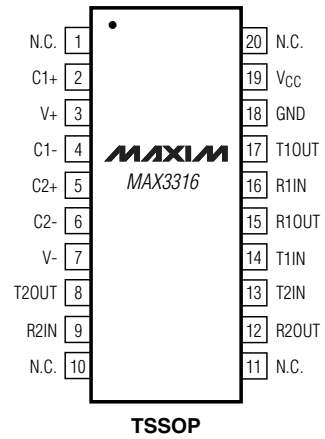 N.C. 1 20 N.C.
C1+ 2 19 VCC
V+ 3 18 GND
C1- 4 MAXIM 17 T1OUT
C2+ 5 MAX3316 16 R1IN
C2- 6 15 R1OUT
V- 7 14 T1IN
T2OUT 8 13 T2IN
R2IN 9 12 R2OUT
N.C. 10 11 N.C.
TSSOP